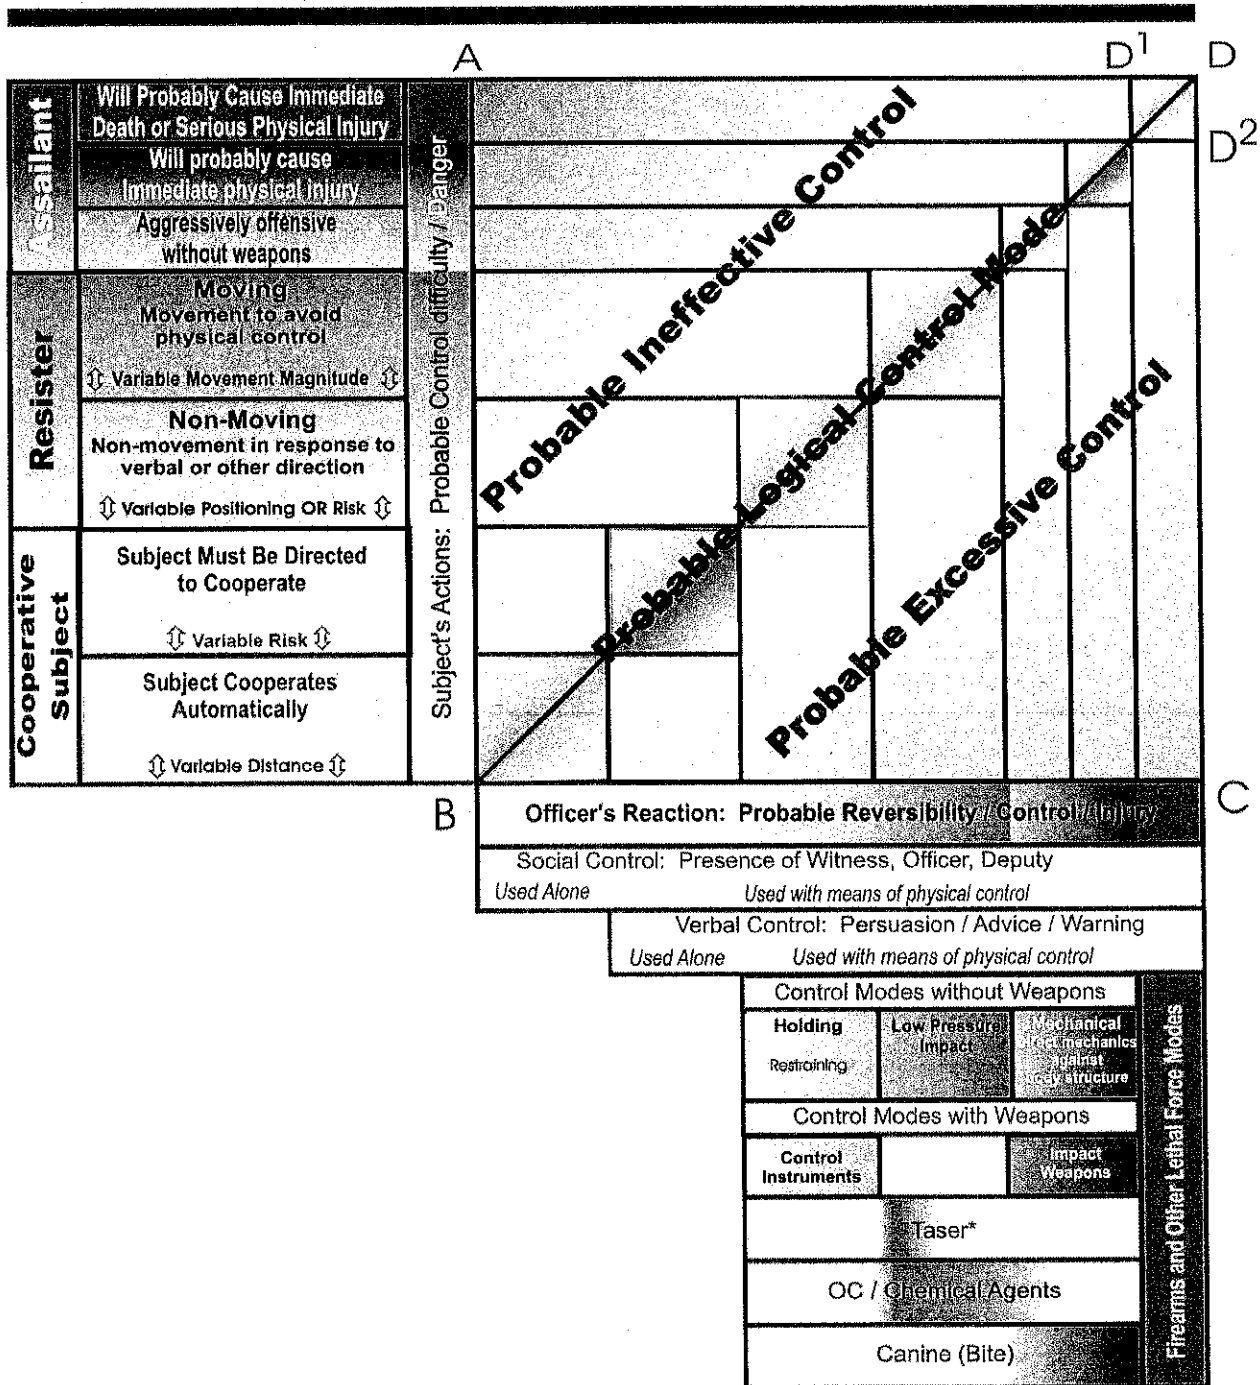 A
D1
D
D2
Assailant
Will Probably Cause Immediate
Death or Serious Physical Injury
Will probably cause
Immediate physical injury
Aggressively offensive
without weapons
Resister
Moving
Movement to avoid
physical control
⇕ Variable Movement Magnitude ⇕
Non-Moving
Non-movement in response to
verbal or other direction
⇕ Variable Positioning OR Risk ⇕
Cooperative
Subject
Subject Must Be Directed
to Cooperate
⇕ Variable Risk ⇕
Subject Cooperates
Automatically
⇕ Variable Distance ⇕
Subject's Actions: Probable Control difficulty / Danger
Probable Ineffective Control
Probable Logical Control Mode
Probable Excessive Control
B
C
Officer's Reaction: Probable Reversibility / Control / Injury
Social Control: Presence of Witness, Officer, Deputy
Used Alone Used with means of physical control
Verbal Control: Persuasion / Advice / Warning
Used Alone Used with means of physical control
Control Modes without Weapons
Holding
Restraining
Low Pressure
Impact
Mechanical
mechanics
against
structure
Control Modes with Weapons
Control
Instruments
Impact
Weapons
Taser*
OC / Chemical Agents
Canine (Bite)
Firearms and Other Lethal Force Modes